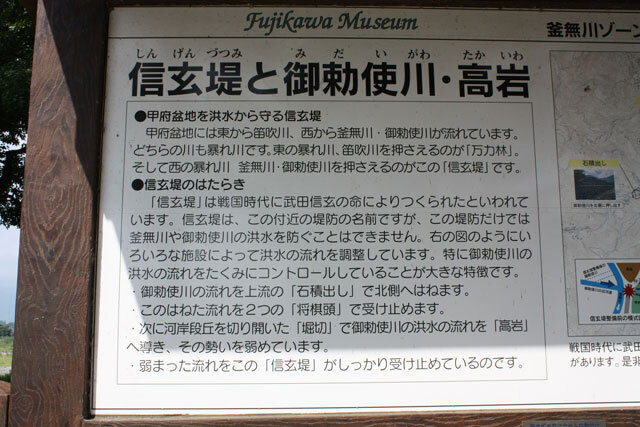 Fujikawa Museum
釜無川ゾーン
しん げん づつみ み だ い がわ たか いわ
信玄堤と御勅使川・高岩
●甲府盆地を洪水から守る信玄堤
甲府盆地には東から笛吹川、西から釜無川・御勅使川が流れています。
どちらの川も暴れ川です。東の暴れ川、笛吹川を押さえるのが「万力林」。
そして西の暴れ川 釜無川・御勅使川を押さえるのがこの「信玄堤」です。
●信玄堤のはたらき
「信玄堤」は戦国時代に武田信玄の命によりつくられたといわれて
います。信玄堤は、この付近の堤防の名前ですが、この堤防だけでは
釜無川や御勅使川の洪水を防ぐことはできません。右の図のようにい
ろいろな施設によって洪水の流れを調整しています。特に御勅使川の
洪水の流れをたくみにコントロールしていることが大きな特徴です。
・御勅使川の流れを上流の「石積出し」で北側へはねます。
・このはねた流れを2つの「将棋頭」で受け止めます。
・次に河岸段丘を切り開いた「堀切」で御勅使川の洪水の流れを「高岩」
へ導き、その勢いを弱めています。
・弱まった流れをこの「信玄堤」がしっかり受け止めているのです。
石積出し
戦国時代に武田
があります。是非